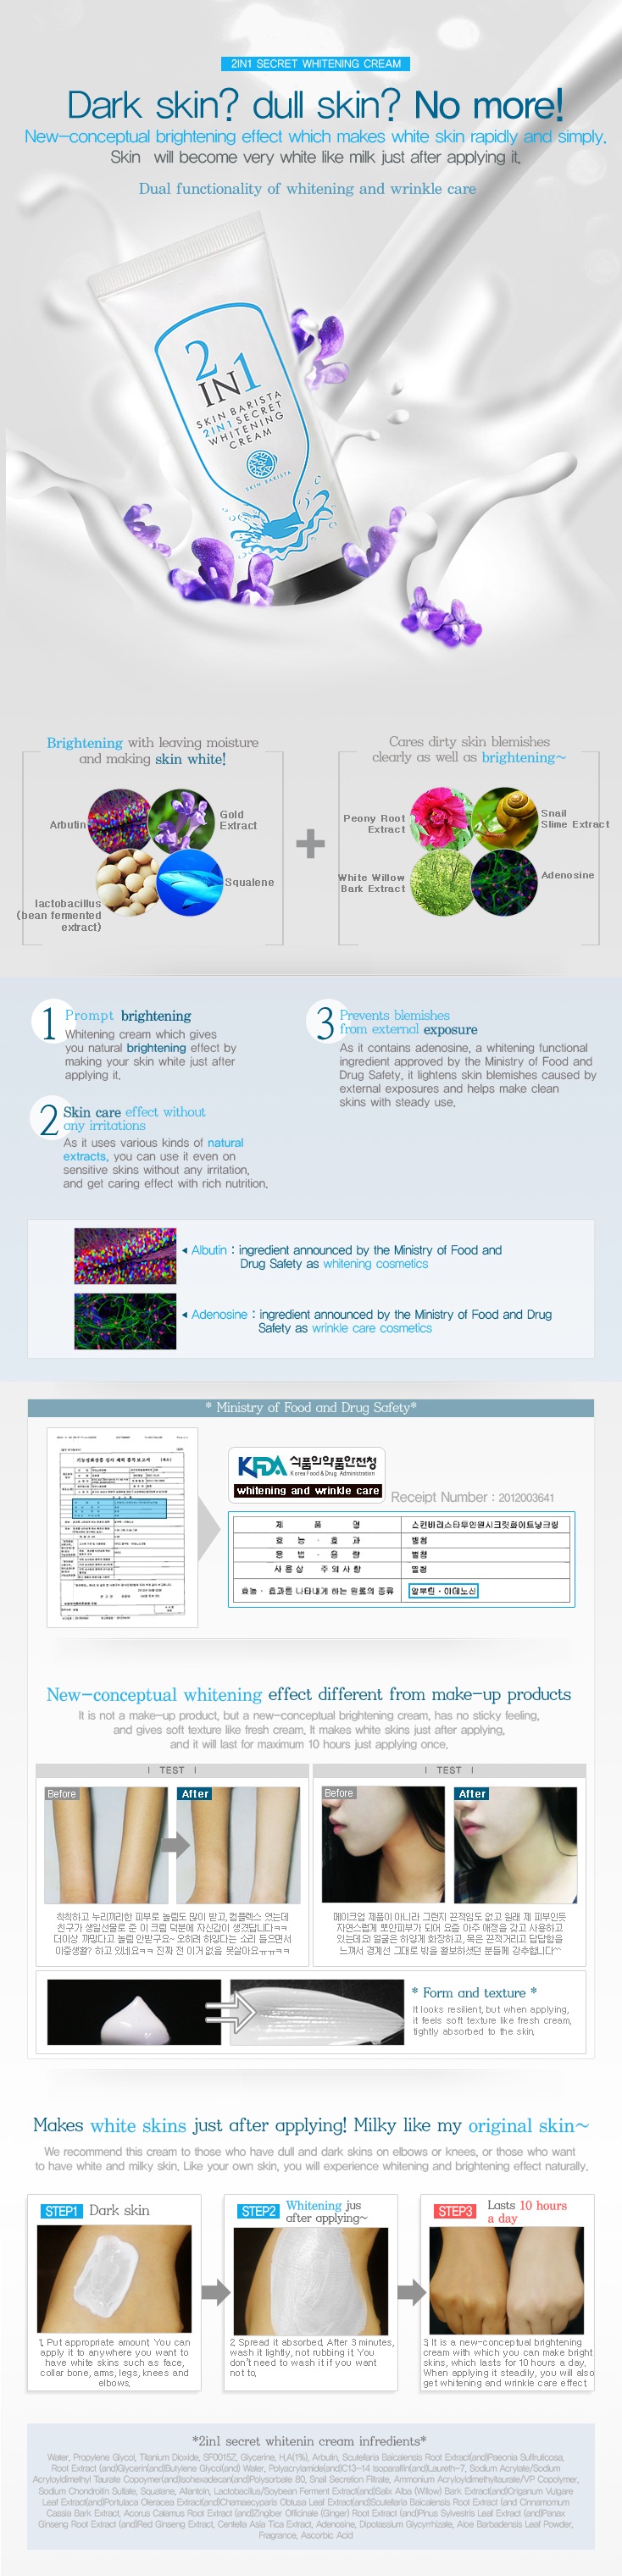 2IN1 SECRET WHITENING CREAM
Dark skin? dull skin? No more!
New-conceptual brightening effect which makes white skin rapidly and simply.
Skin will become very white like milk just after applying it.
Dual functionality of whitening and wrinkle care
2
IN1
SKIN BARISTA
2IN1 SECRET
WHITENING
CREAM
SKIN BARISTA
Brightening with leaving moisture
and making skin white!
Arbutin
Gold
Extract
lactobacillus
(bean fermented
extract)
Squalene
Cares dirty skin blemishes
clearly as well as brightening~
Peony Root
Extract
Snail
Slime Extract
White Willow
Bark Extract
Adenosine
1 Prompt brightening
Whitening cream which gives
you natural brightening effect by
making your skin white just after
applying it.
2 Skin care effect without
any irritations
As it uses various kinds of natural
extracts, you can use it even on
sensitive skins without any irritation,
and get caring effect with rich nutrition.
3 Prevents blemishes
from external exposure
As it contains adenosine, a whitening functional
ingredient approved by the Ministry of Food and
Drug Safety, it lightens skin blemishes caused by
external exposures and helps make clean
skins with steady use.
Albutin : ingredient announced by the Ministry of Food and
Drug Safety as whitening cosmetics
Adenosine : ingredient announced by the Ministry of Food and Drug
Safety as wrinkle care cosmetics
* Ministry of Food and Drug Safety*
KFDA 식품의약품안전청
Korea Food & Drug Administration
whitening and wrinkle care
Receipt Number : 2012003641
제 품 명 스킨바리스타투인원시크릿화이트닝크림
효 능 · 효 과 별첨
용 법 · 용 량 별첨
사 용 상 주 의 사 항 별첨
효능 · 효과를 나타나게 하는 원료의 종류 알부틴 · 아데노신
New-conceptual whitening effect different from make-up products
It is not a make-up product, but a new-conceptual brightening cream, has no sticky feeling,
and gives soft texture like fresh cream. It makes white skins just after applying,
and it will last for maximum 10 hours just applying once.
TEST
Before
After
칙칙하고 누리끼리한 피부로 놀림도 많이 받고, 컴플렉스 였는데
친구가 생일선물로 준 이 크림 덕분에 자신감이 생겼답니다ㅋㅋ
더이상 까맣다고 놀림 안받구요~ 오히려 하얗다는 소리 들으면서
이중생활? 하고 있네요ㅋㅋ 진짜 전 이거 없음 못살아요ㅠㅠㅋㅋ
TEST
Before
After
메이크업 제품이 아니라 그런지 끈적임도 없고 원래 제 피부인듯
자연스럽게 뽀얀피부가 되어 요즘 아주 애정을 갖고 사용하고
있는데요! 얼굴은 하얗게 화장하고, 목은 끈적거리고 답답함을
느껴서 경계선 그대로 밖을 활보하셨던 분들께 강추합니다^^
* Form and texture *
It looks resilient, but when applying,
it feels soft texture like fresh cream,
tightly absorbed to the skin.
Makes white skins just after applying! Milky like my original skin~
We recommend this cream to those who have dull and dark skins on elbows or knees, or those who want
to have white and milky skin. Like your own skin, you will experience whitening and brightening effect naturally.
STEP1 Dark skin
1. Put appropriate amount. You can
apply it to anywhere you want to
have white skins such as face,
collar bone, arms, legs, knees and
elbows.
STEP2 Whitening jus
after applying~
2. Spread it absorbed. After 3 minutes,
wash it lightly, not rubbing it. You
don't need to wash it if you want
not to.
STEP3 Lasts 10 hours
a day
3. It is a new-conceptual brightening
cream with which you can make bright
skins, which lasts for 10 hours a day.
When applying it steadily, you will also
get whitening and wrinkle care effect.
*2in1 secret whitenin cream infredients*
Water, Propylene Glycol, Titanium Dioxide, SF0015Z, Glycerine, H.A(1%), Arbutin, Scutellaria Baicalensis Root Extract(and)Paeonia Suffruticosa,
Root Extract (and)Glycerin(and)Butylene Glycol(and) Water, Polyacrylamide(and)C13-14 Isoparaffin(and)Laureth-7, Sodium Acrylate/Sodium
Acryloyldimethyl Taurate Copolymer(and)Isohexadecan(and)Polysorbate 80, Snail Secretion Filtrate, Ammonium Acryloyldimethyltaurate/VP Copolymer,
Sodium Chondroitin Sulfate, Squalane, Allantoin, Lactobacillus/Soybean Ferment Extract(and)Salix Alba (Willow) Bark Extract(and)Origanum Vulgare
Leaf Extract(and)Portulaca Oleracea Extract(and)Chamaecyparis Obtusa Leaf Extract(and)Scutellaria Baicalensis Root Extract (and Cinnamomum
Cassia Bark Extract, Acorus Calamus Root Extract (and)Zingiber Officinale (Ginger) Root Extract (and)Pinus Sylvestris Leaf Extract (and)Panax
Ginseng Root Extract (and)Red Ginseng Extract, Centella Asia Tica Extract, Adenosine, Dipotassium Glycyrrhizate, Aloe Barbadensis Leaf Powder,
Fragrance, Ascorbic Acid